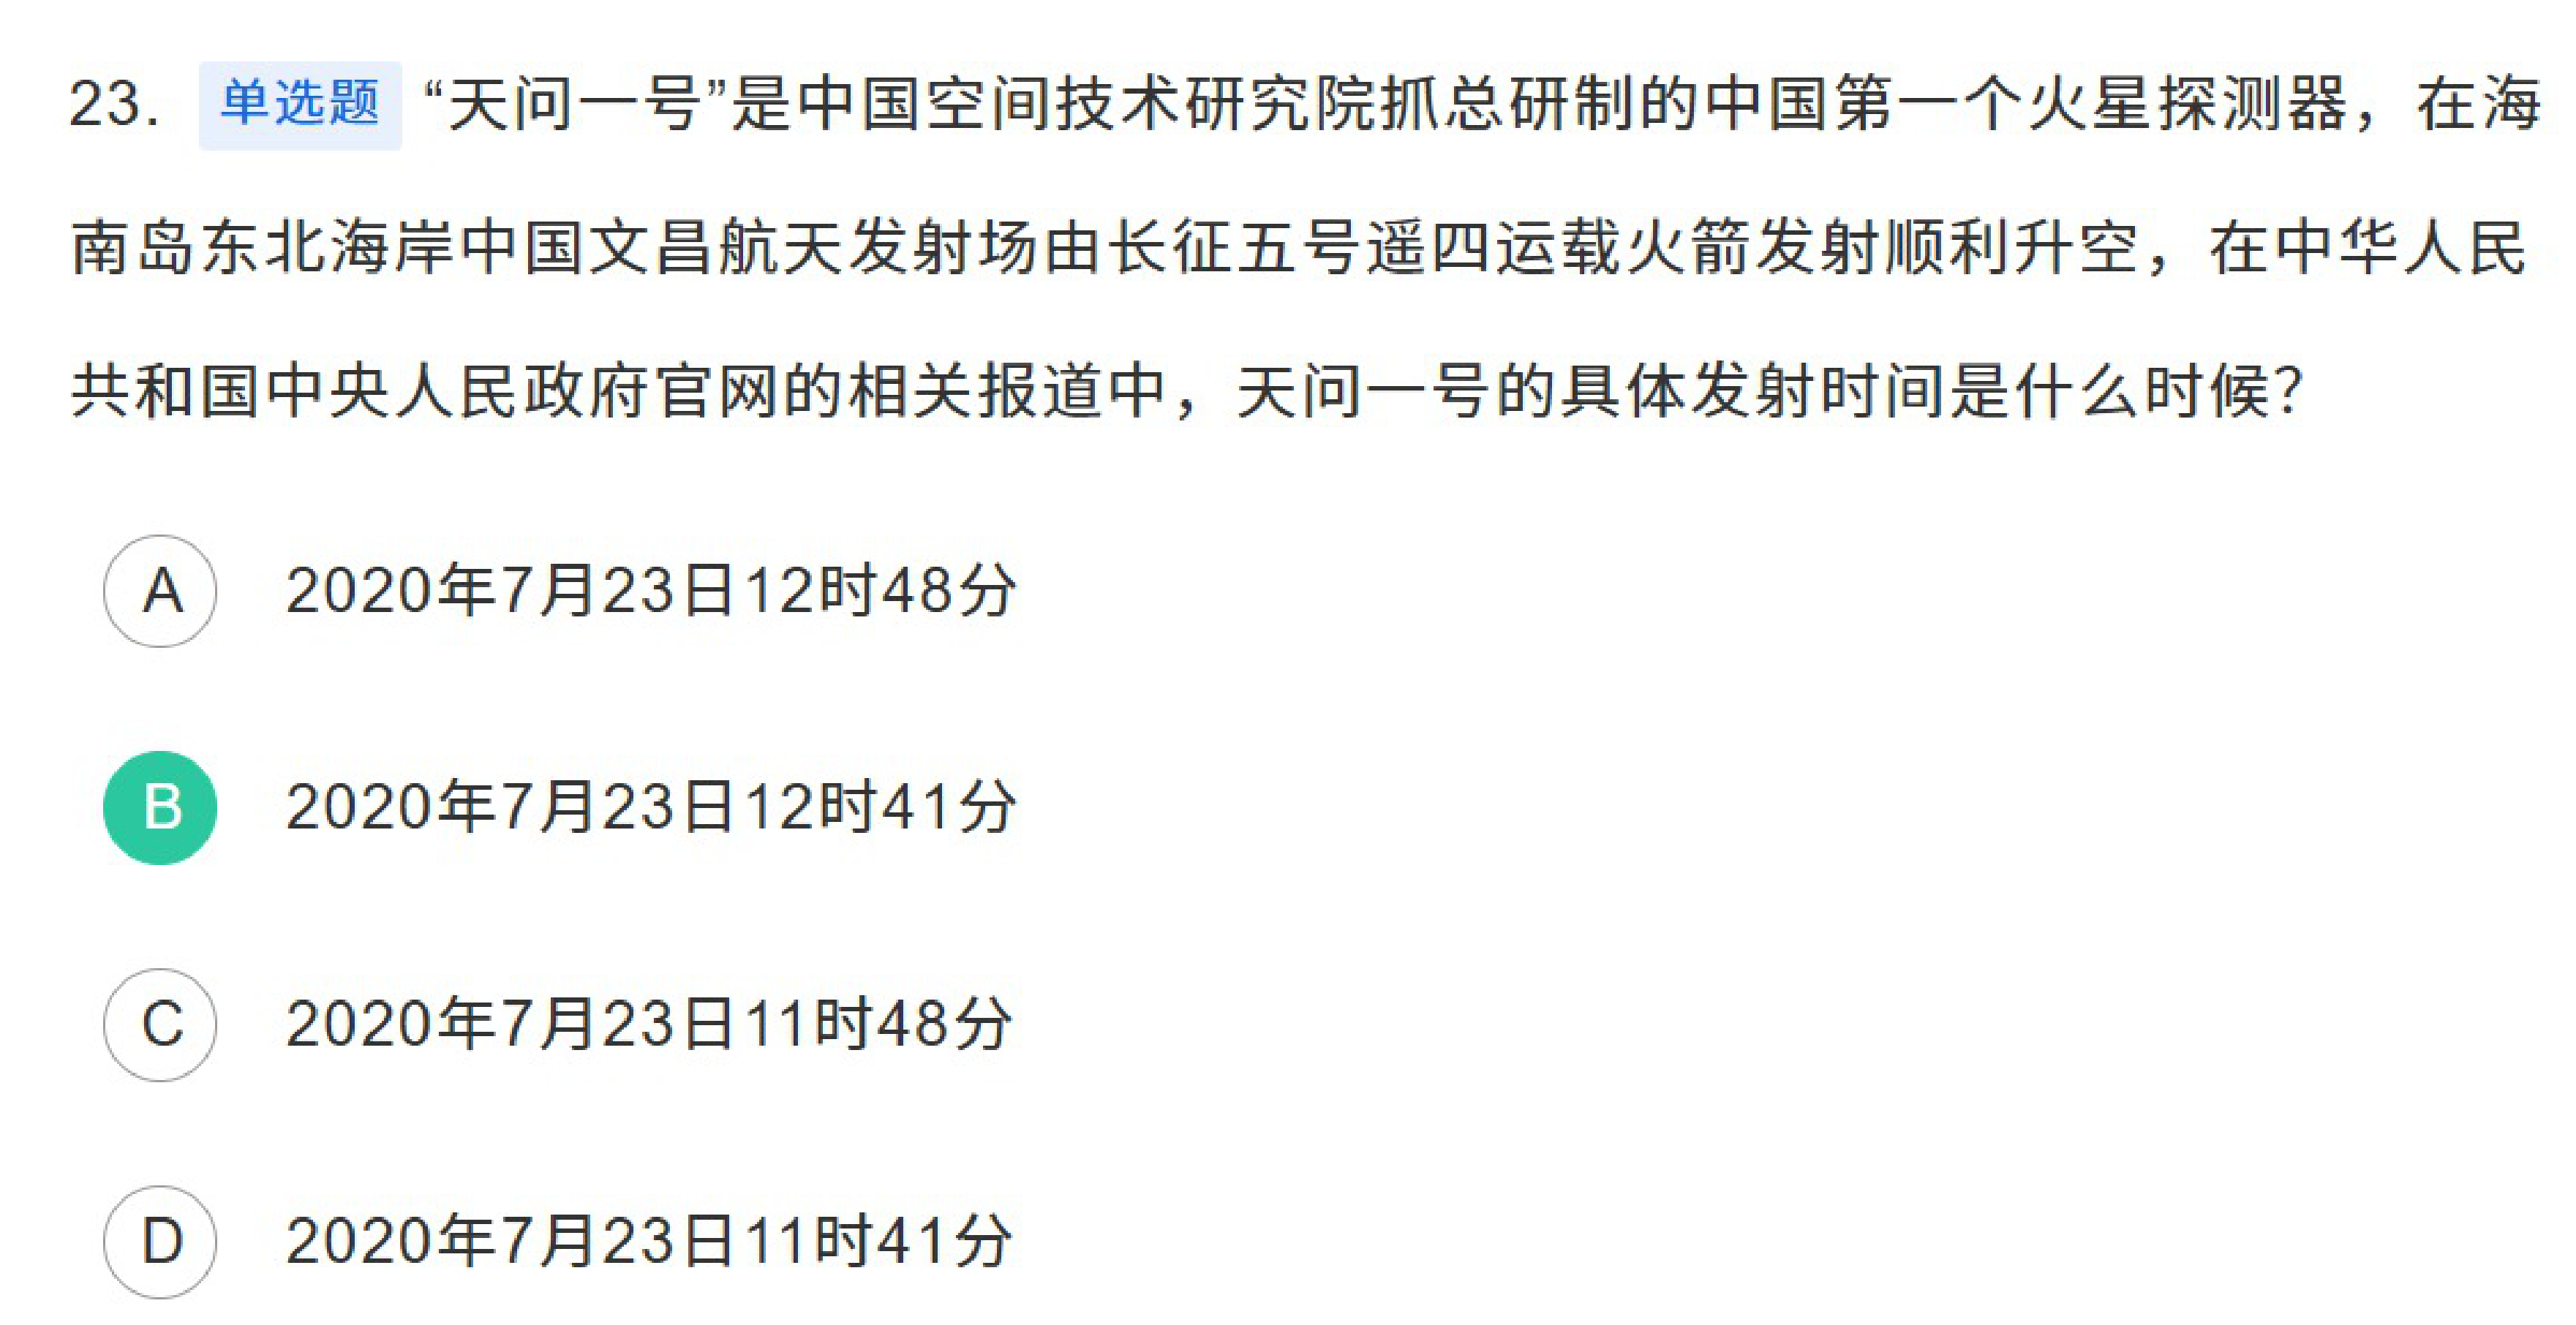 23. 单选题 “天问一号”是中国空间技术研究院抓总研制的中国第一个火星探测器，在海
南岛东北海岸中国文昌航天发射场由长征五号遥四运载火箭发射顺利升空，在中华人民
共和国中央人民政府官网的相关报道中，天问一号的具体发射时间是什么时候？
A 2020年7月23日12时48分
B 2020年7月23日12时41分
C 2020年7月23日11时48分
D 2020年7月23日11时41分